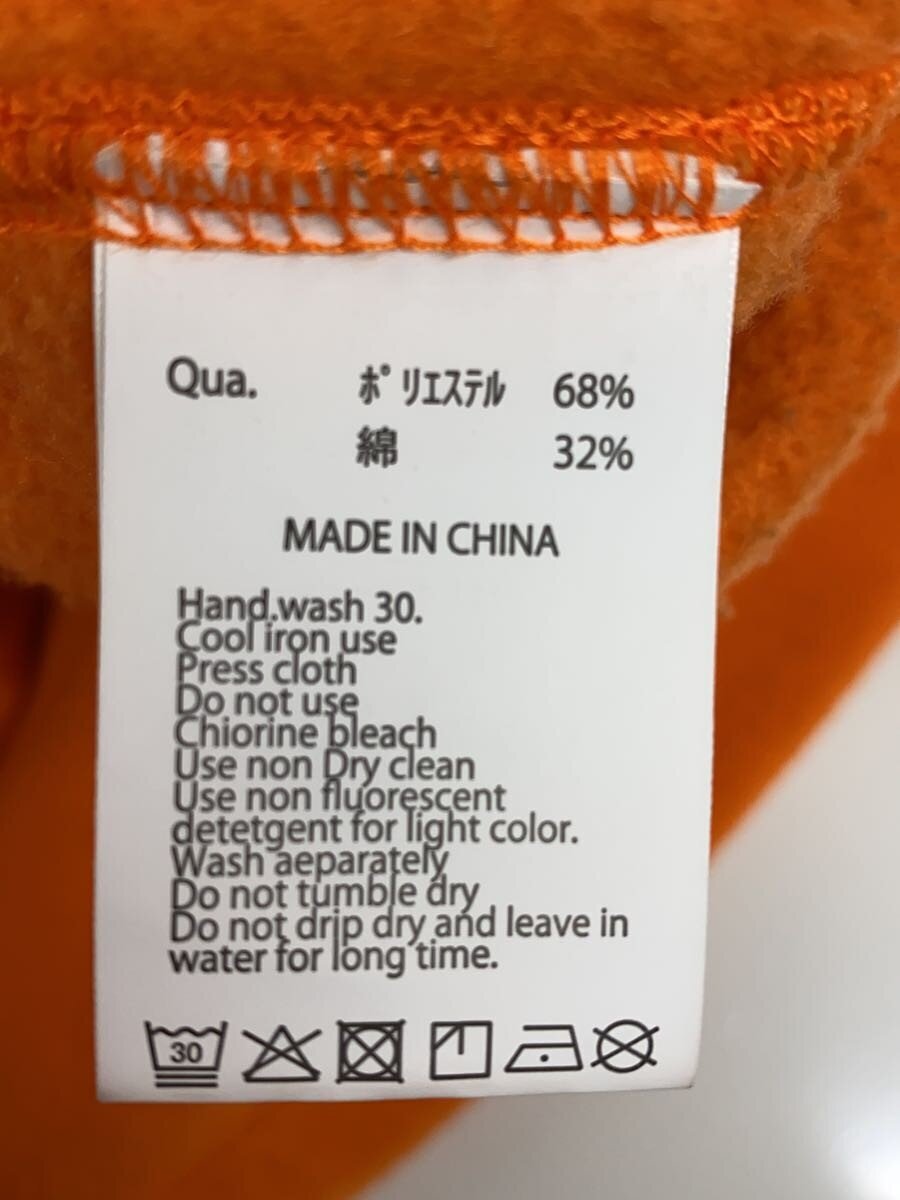 Qua. ポリエステル 68%
綿 32%
MADE IN CHINA
Hand.wash 30.
Cool iron use
Press cloth
Do not use
Chiorine bleach
Use non Dry clean
Use non fluorescent
detetgent for light color.
Wash aeparately
Do not tumble dry
Do not drip dry and leave in
water for long time.
30